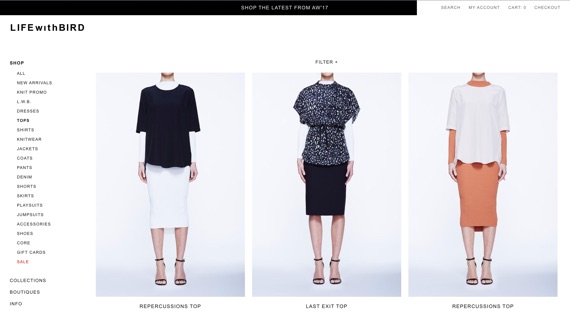 SHOP THE LATEST FROM AW'17
SEARCH MY ACCOUNT CART: 0 CHECKOUT
LIFEwithBIRD
FILTER +
SHOP
ALL
NEW ARRIVALS
KNIT PROMO
L.W.B.
DRESSES
TOPS
SHIRTS
KNITWEAR
JACKETS
COATS
PANTS
DENIM
SHORTS
SKIRTS
PLAYSUITS
JUMPSUITS
ACCESSORIES
SHOES
CORE
GIFT CARDS
SALE
COLLECTIONS
BOUTIQUES
INFO
REPERCUSSIONS TOP
LAST EXIT TOP
REPERCUSSIONS TOP